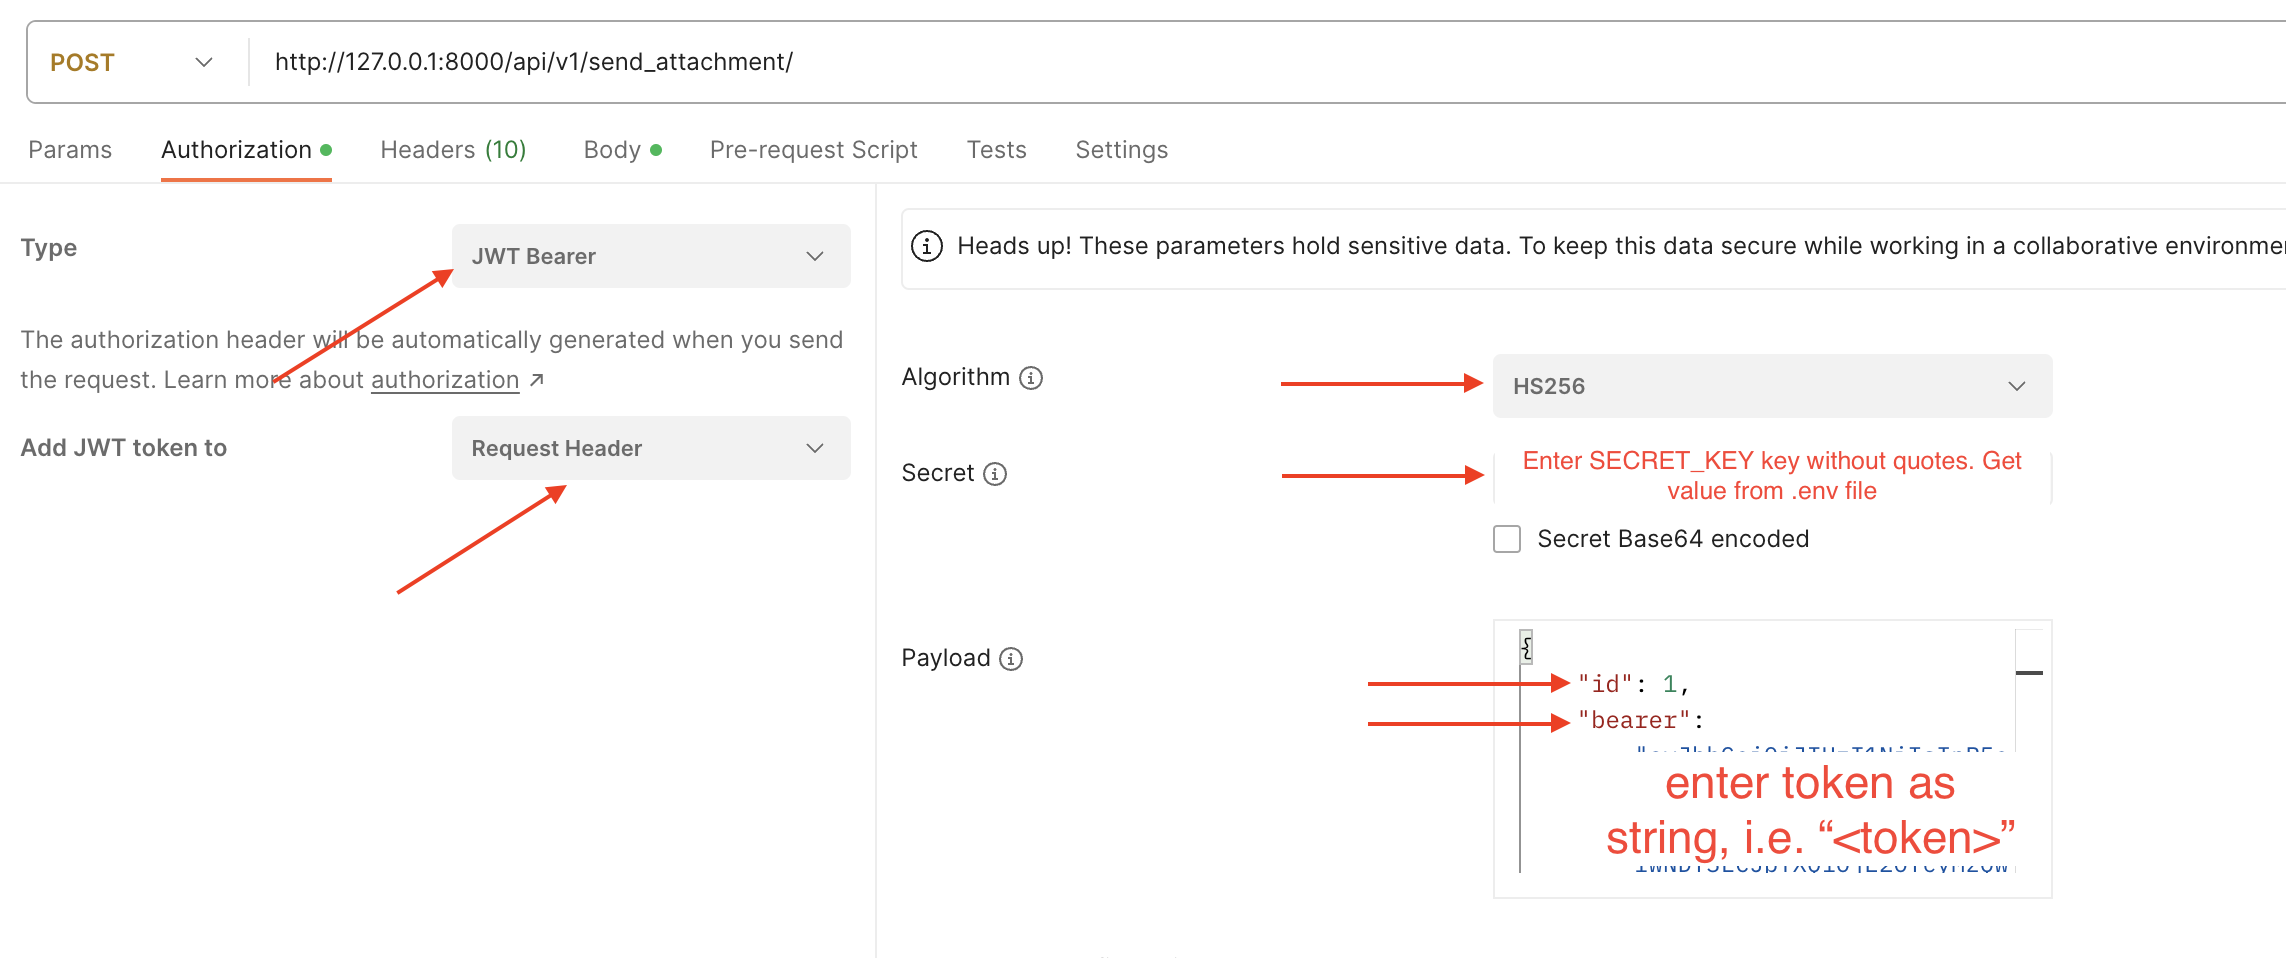 POST
http://127.0.0.1:8000/api/v1/send_attachment/
Params Authorization Headers (10) Body Pre-request Script Tests Settings
Type
JWT Bearer
The authorization header will be automatically generated when you send
the request. Learn more about authorization ↗
Add JWT token to
Request Header
Heads up! These parameters hold sensitive data. To keep this data secure while working in a collaborative
Algorithm
HS256
Secret
Enter SECRET_KEY key without quotes. Get
value from .env file
Secret Base64 encoded
Payload
{
"id": 1,
"bearer":
enter token as
string, i.e. “<token>”